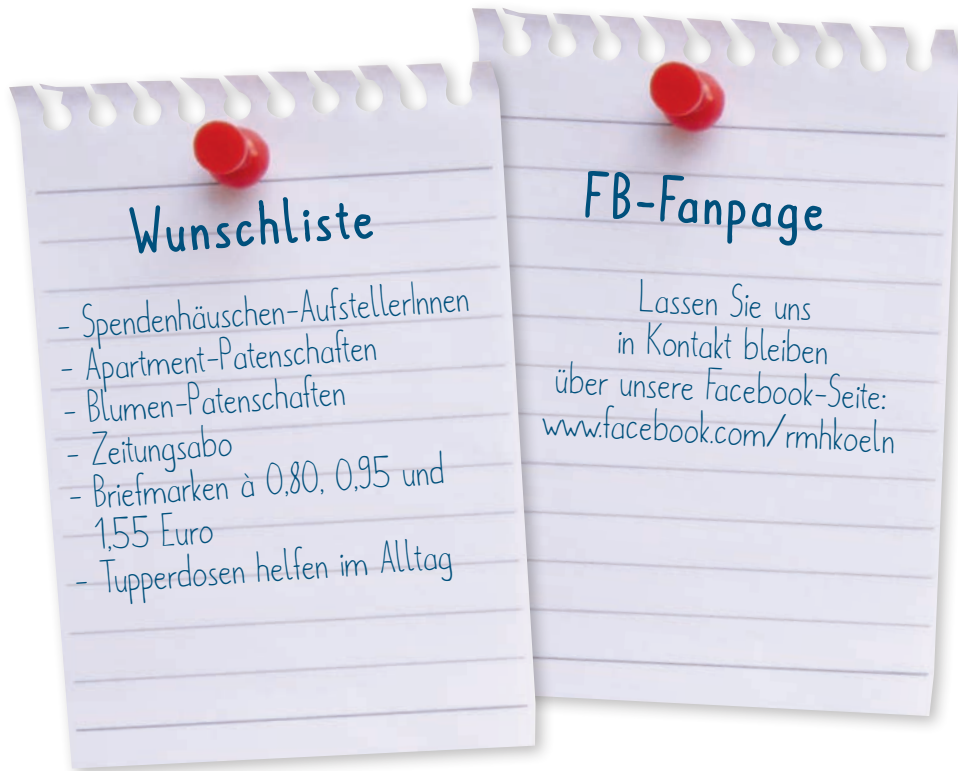 Wunschliste
- Spendenhäuschen-AufstellerInnen
- Apartment-Patenschaften
- Blumen-Patenschaften
- Zeitungsabo
- Briefmarken à 0,80, 0,95 und
1,55 Euro
- Tupperdosen helfen im Alltag
FB-Fanpage
Lassen Sie uns
in Kontakt bleiben
über unsere Facebook-Seite:
www.facebook.com/rmhkoeln